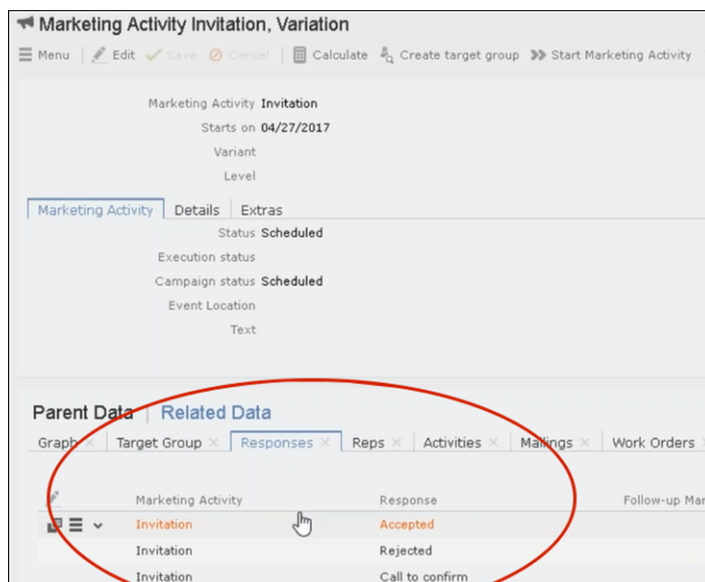 Marketing Activity Invitation, Variation
Menu Edit Save Cancel Calculate Create target group Start Marketing Activity
Marketing Activity Invitation
Starts on 04/27/2017
Variant
Level
Marketing Activity Details Extras
Status Scheduled
Execution status
Campaign status Scheduled
Event Location
Text
Parent Data Related Data
Graph Target Group Responses Reps Activities Mailings Work Orders
Marketing Activity Response Follow-up Mar
Invitation Accepted
Invitation Rejected
Invitation Call to confirm